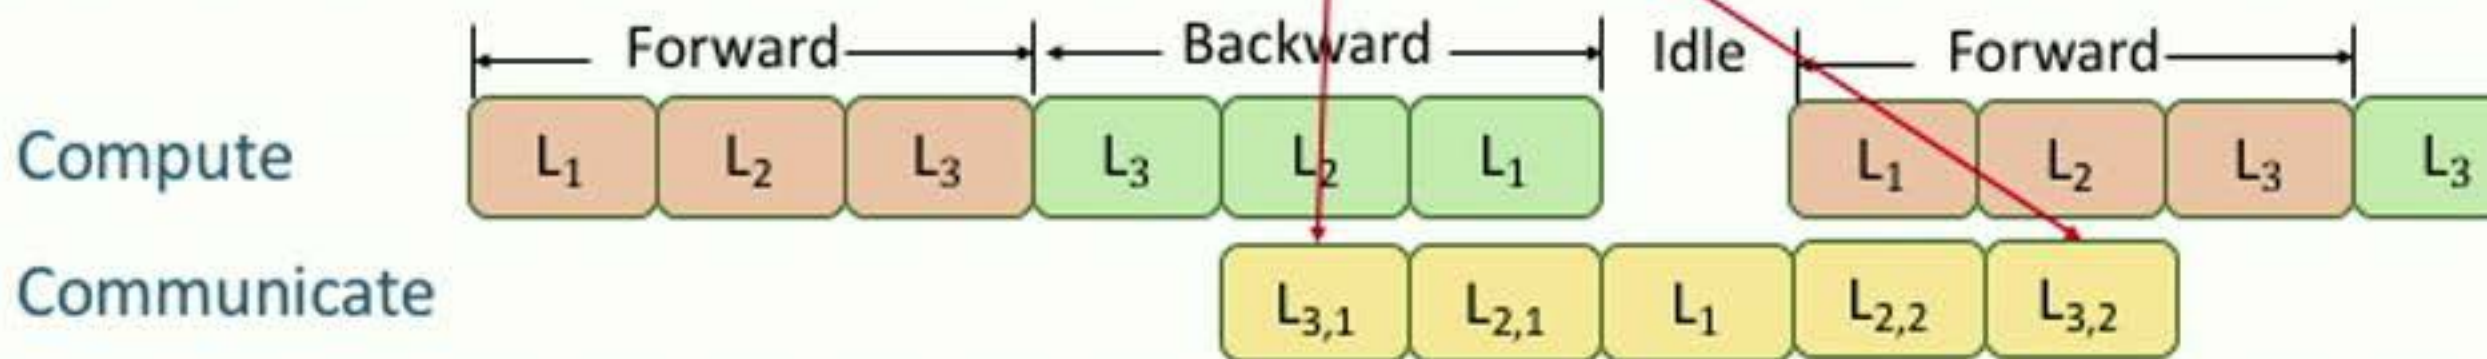 Forward Backward Idle Forward
Compute L₁ L₂ L₃ L₃ L₂ L₁ L₁ L₂ L₃ L₃
Communicate L₃,₁ L₂,₁ L₁ L₂,₂ L₃,₂